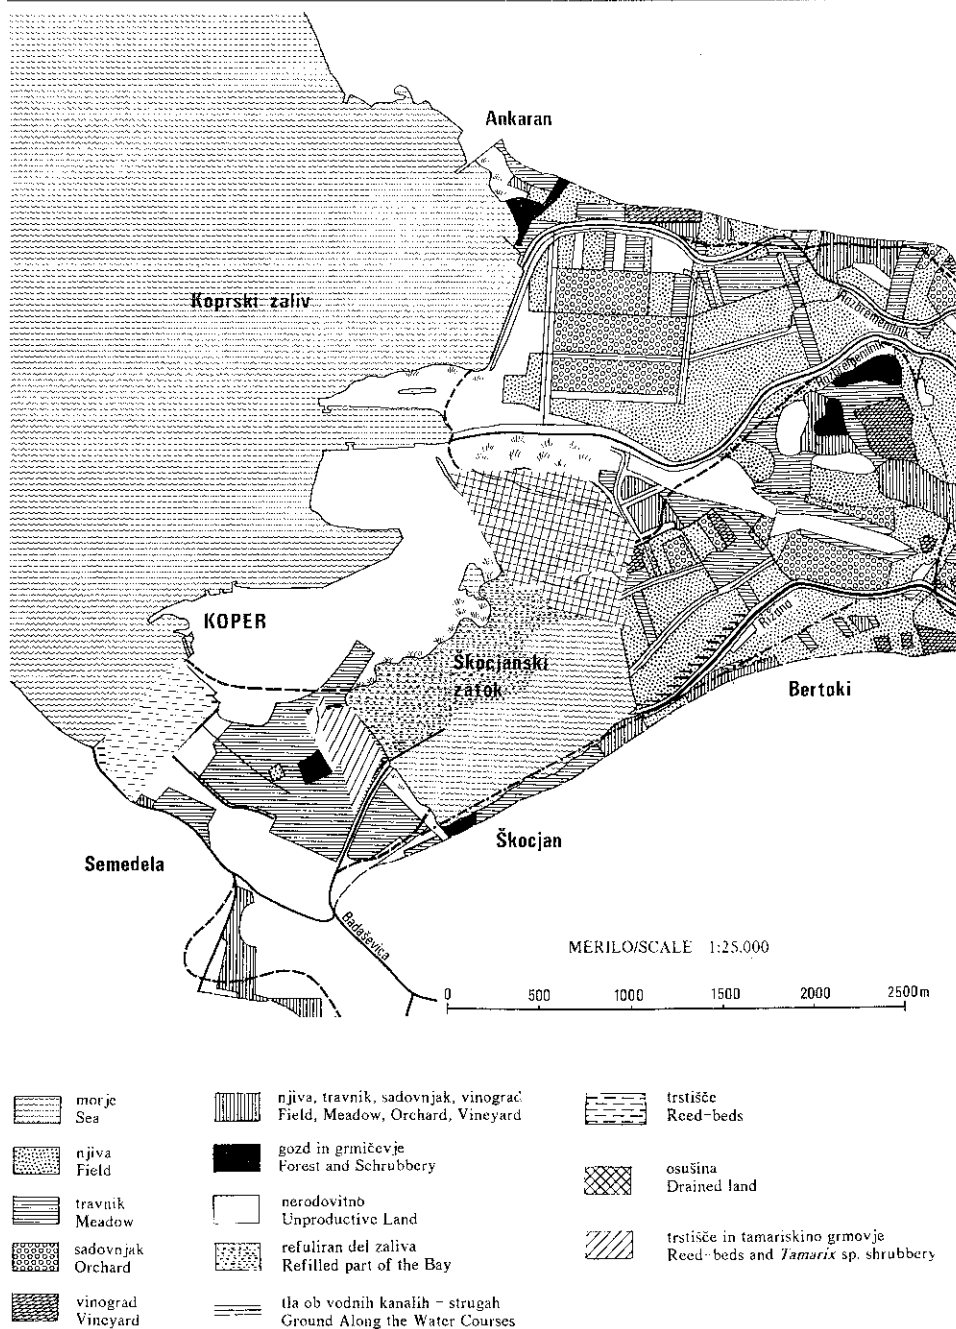 Ankaran
Koprski zaliv
KOPER
Škocjanski
zatok
Rižana
Bertoki
Škocjan
Semedela
Badaševica
MERILO/SCALE 1:25.000
0 500 1000 1500 2000 2500m
morje
Sea
njiva
Field
travnik
Meadow
sadovnjak
Orchard
vinograd
Vineyard
njiva, travnik, sadovnjak, vinograd
Field, Meadow, Orchard, Vineyard
gozd in grmičevje
Forest and Schrubbery
nerodovitno
Unproductive Land
refuliran del zaliva
Refilled part of the Bay
tla ob vodnih kanalih – strugah
Ground Along the Water Courses
trstišče
Reed-beds
osušina
Drained land
trstišče in tamariskino grmovje
Reed-beds and Tamarix sp. shrubbery